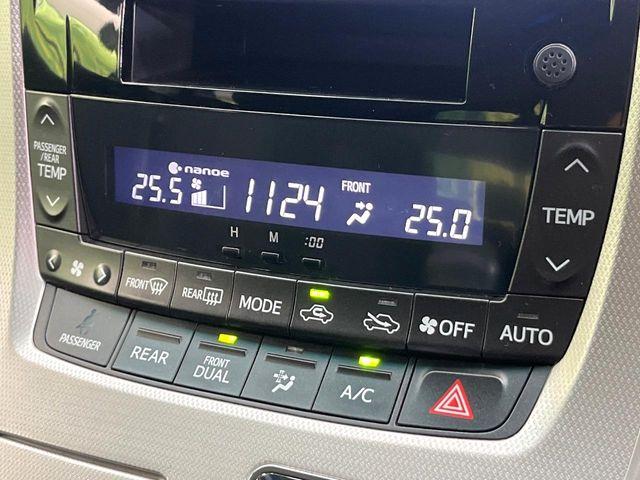 nanoe
25.5 1124 FRONT 25.0
PASSENGER
/REAR
TEMP
TEMP
H M :00
FRONT REAR MODE OFF AUTO
PASSENGER REAR FRONT
DUAL A/C